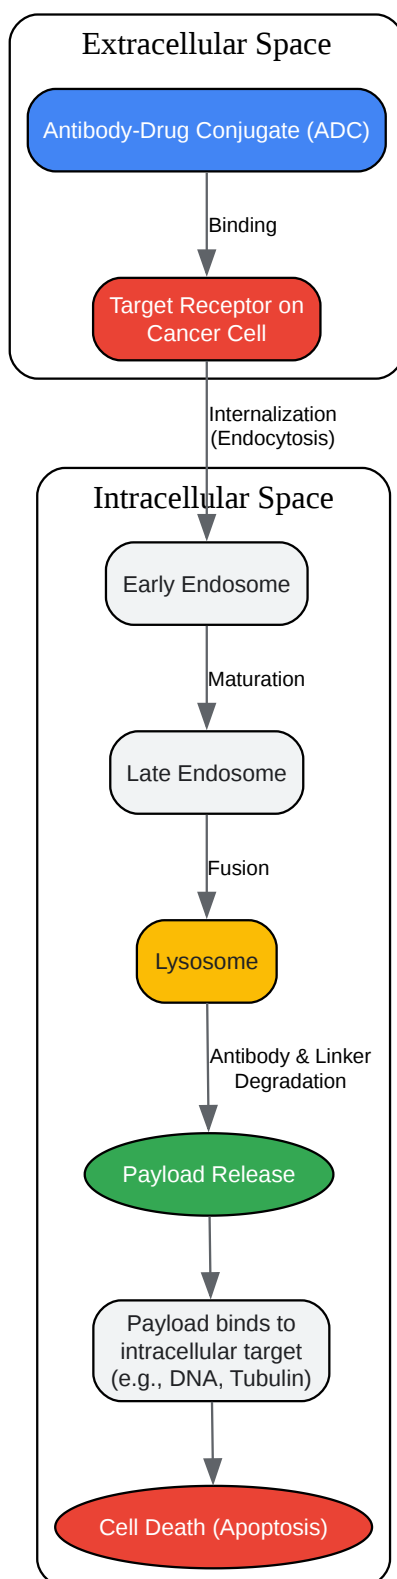 Extracellular Space
Antibody-Drug Conjugate (ADC)
Binding
Target Receptor on
Cancer Cell
Internalization
(Endocytosis)
Intracellular Space
Early Endosome
Maturation
Late Endosome
Fusion
Lysosome
Antibody & Linker
Degradation
Payload Release
Payload binds to
intracellular target
(e.g., DNA, Tubulin)
Cell Death (Apoptosis)